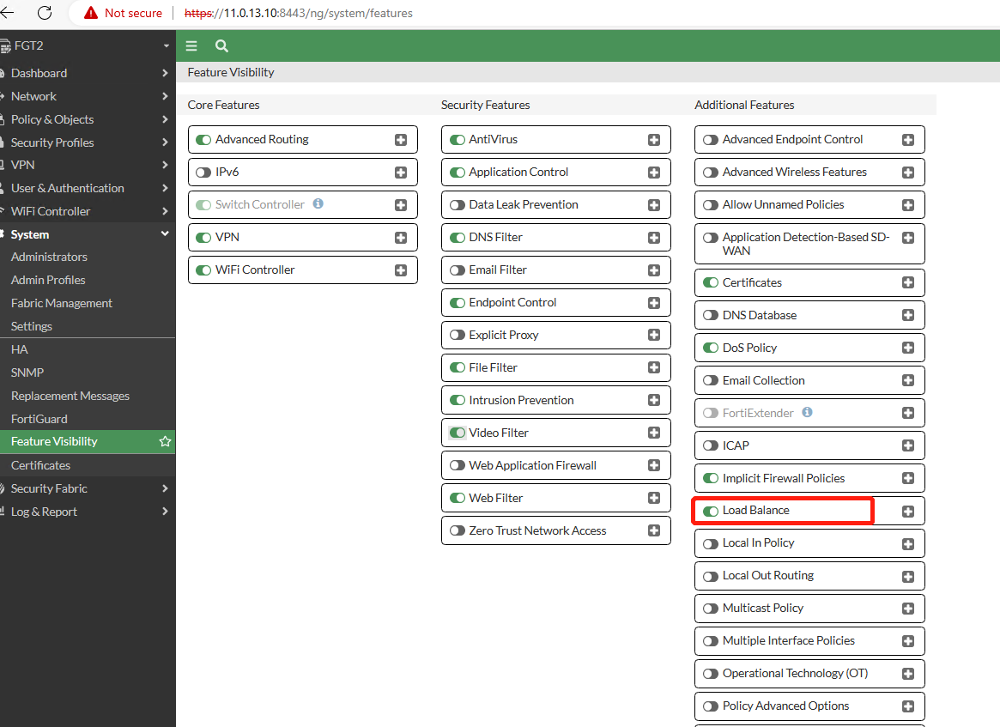 Not secure
https://11.0.13.10:8443/ng/system/features
FGT2
Dashboard
Network
Policy & Objects
Security Profiles
VPN
User & Authentication
WiFi Controller
System
Administrators
Admin Profiles
Fabric Management
Settings
HA
SNMP
Replacement Messages
FortiGuard
Feature Visibility
Certificates
Security Fabric
Log & Report
Feature Visibility
Core Features
Advanced Routing
IPv6
Switch Controller
VPN
WiFi Controller
Security Features
AntiVirus
Application Control
Data Leak Prevention
DNS Filter
Email Filter
Endpoint Control
Explicit Proxy
File Filter
Intrusion Prevention
Video Filter
Web Application Firewall
Web Filter
Zero Trust Network Access
Additional Features
Advanced Endpoint Control
Advanced Wireless Features
Allow Unnamed Policies
Application Detection-Based SD-
WAN
Certificates
DNS Database
DoS Policy
Email Collection
FortiExtender
ICAP
Implicit Firewall Policies
Load Balance
Local In Policy
Local Out Routing
Multicast Policy
Multiple Interface Policies
Operational Technology (OT)
Policy Advanced Options